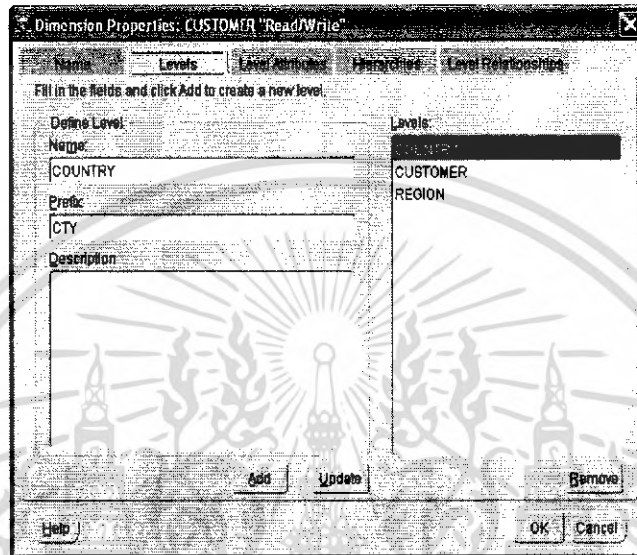 Dimension Properties: CUSTOMER "Read/Write"
Name Levels Level Attributes Hierarchies Level Relationships
Fill in the fields and click Add to create a new level.
Define Level Levels:
Name: COUNTRY
COUNTRY CUSTOMER
Prefix: REGION
CTY
Description
Add Update Remove
Help OK Cancel